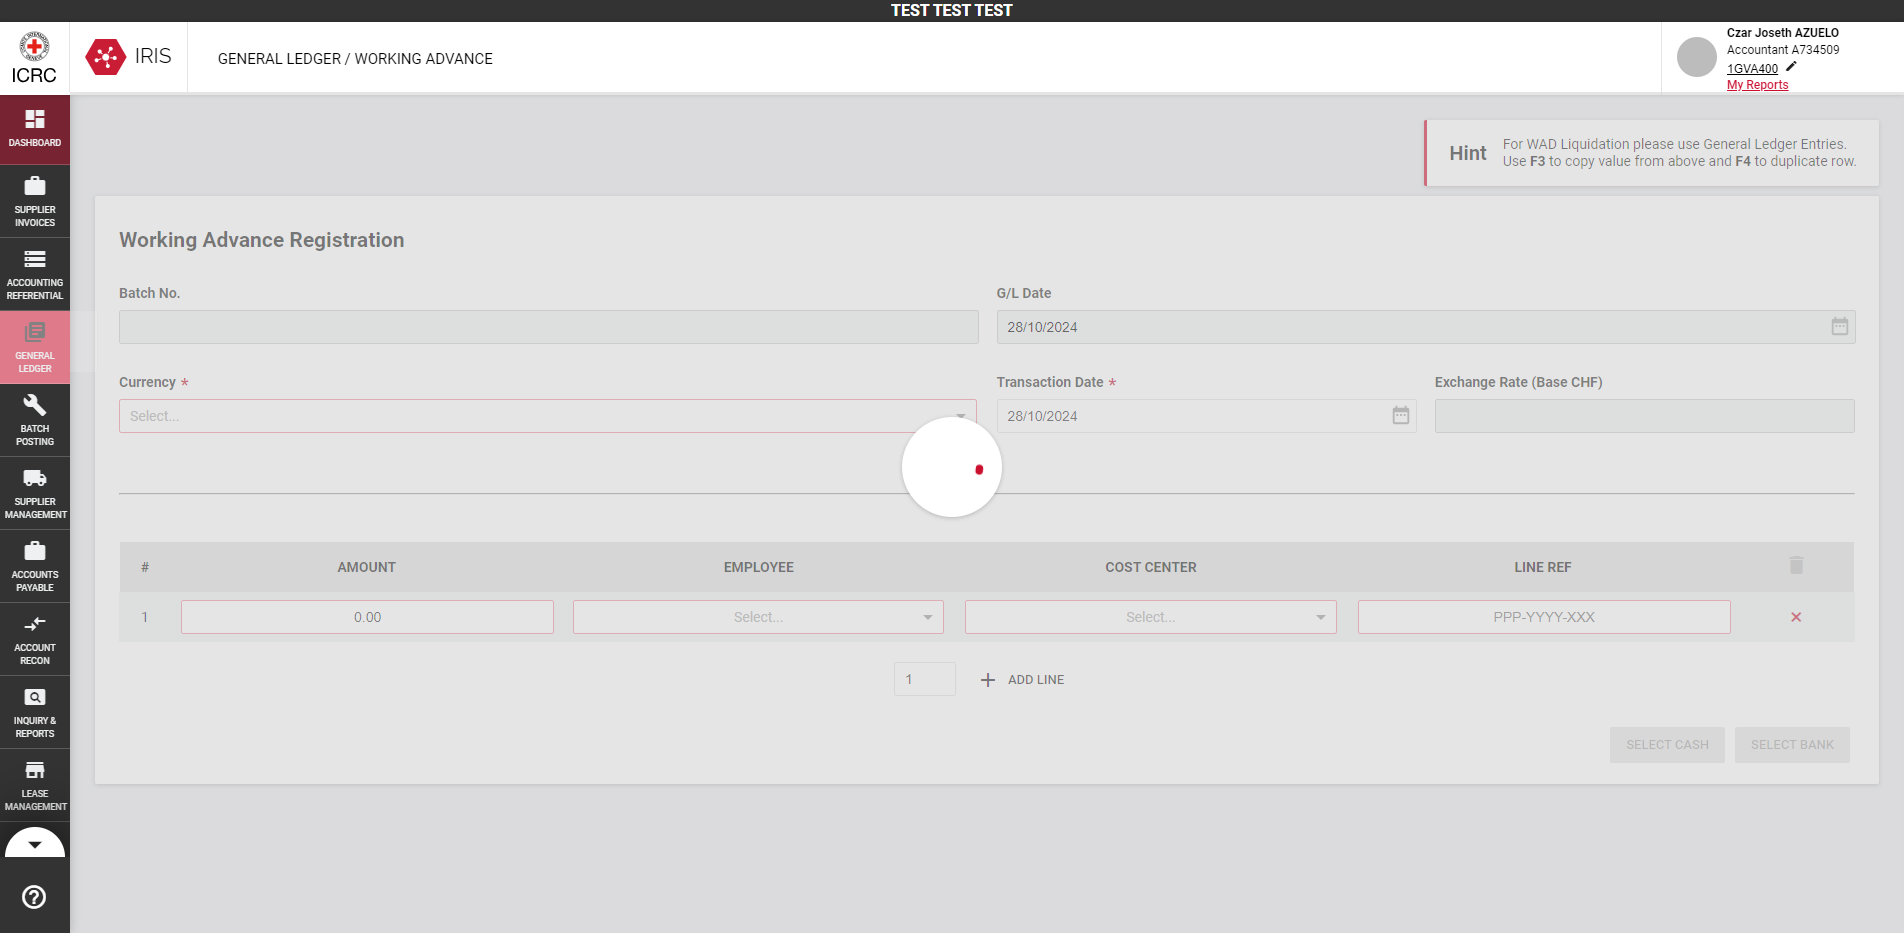 TEST TEST TEST
ICRC
IRIS
GENERAL LEDGER / WORKING ADVANCE
Czar Joseth AZUELO
Accountant A734509
1GVA400
My Reports
DASHBOARD
SUPPLIER
INVOICES
ACCOUNTING
REFERENTIAL
GENERAL
LEDGER
BATCH
POSTING
SUPPLIER
MANAGEMENT
ACCOUNTS
PAYABLE
ACCOUNT
RECON
INQUIRY &
REPORTS
LEASE
MANAGEMENT
Hint
For WAD Liquidation please use General Ledger Entries.
Use F3 to copy value from above and F4 to duplicate row.
Working Advance Registration
Batch No.
G/L Date
28/10/2024
Currency *
Transaction Date *
Exchange Rate (Base CHF)
Select...
28/10/2024
# AMOUNT EMPLOYEE COST CENTER LINE REF
1 0.00 Select... Select... PPP-YYYY-XXX
1 ADD LINE
SELECT CASH SELECT BANK